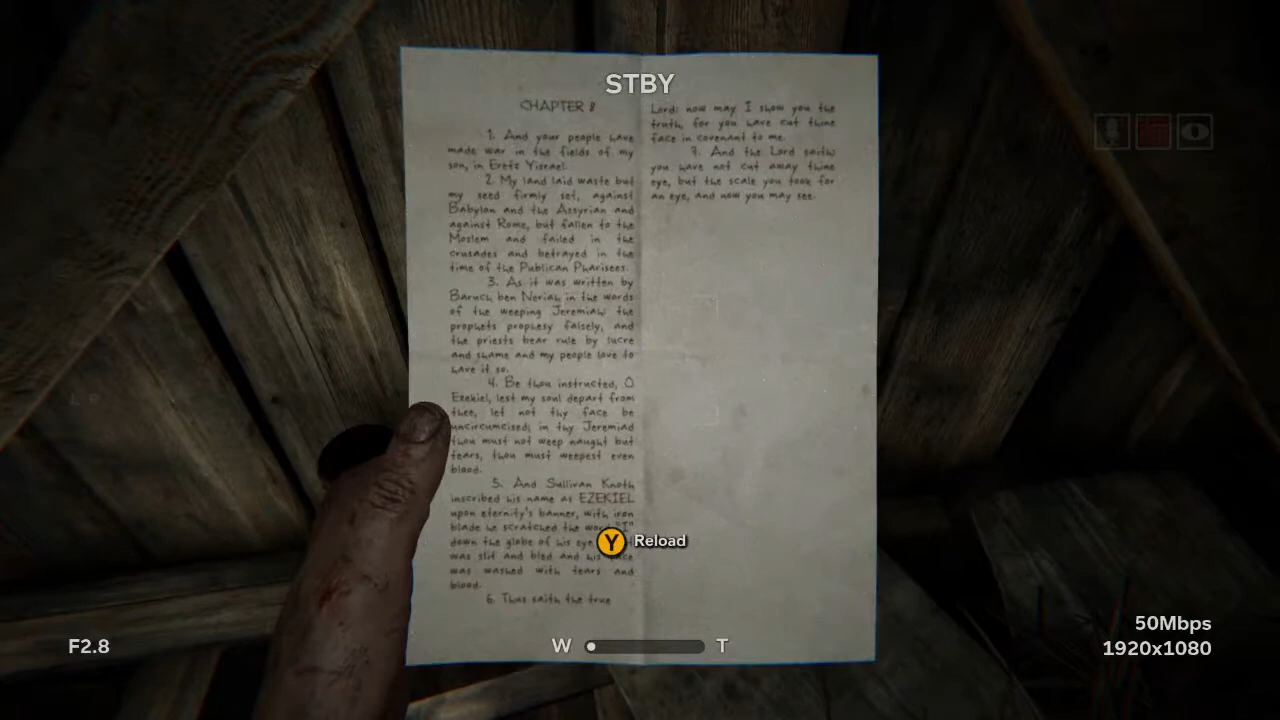 STBY
CHAPTER 8
1. And your people have
made war in the fields of my
son, in Eretz Yisrael.
2. My land laid waste but
my seed firmly set, against
Babylon and the Assyrian and
against Rome, but fallen to the
Moslem and failed in the
crusades and betrayed in the
time of the Publican Pharisees.
3. As it was written by
Baruch ben Neriah in the words
of the weeping Jeremiah: the
prophets prophesy falsely, and
the priests bear rule by lucre
and shame and my people love to
have it so.
4. Be thou instructed, O
Ezekiel, lest my soul depart from
thee, let not thy face be
uncircumcised; in thy Jeremiad
thou must not weep naught but
tears, thou must weepest even
blood.
5. And Sullivan Knoth
inscribed his name as EZEKIEL
upon eternity's banner, with iron
blade he scratched the word "I"
down the globe of his eye
was slit and bled and his face
was washed with tears and
blood.
6. Thus saith the true
Lord: now may I show you the
truth, for you have cut thine
face in covenant to me.
7. And the Lord saith:
you have not cut away thine
eye, but the scale you took for
an eye, and now you may see.
Y Reload
F2.8
W T
50Mbps
1920x1080